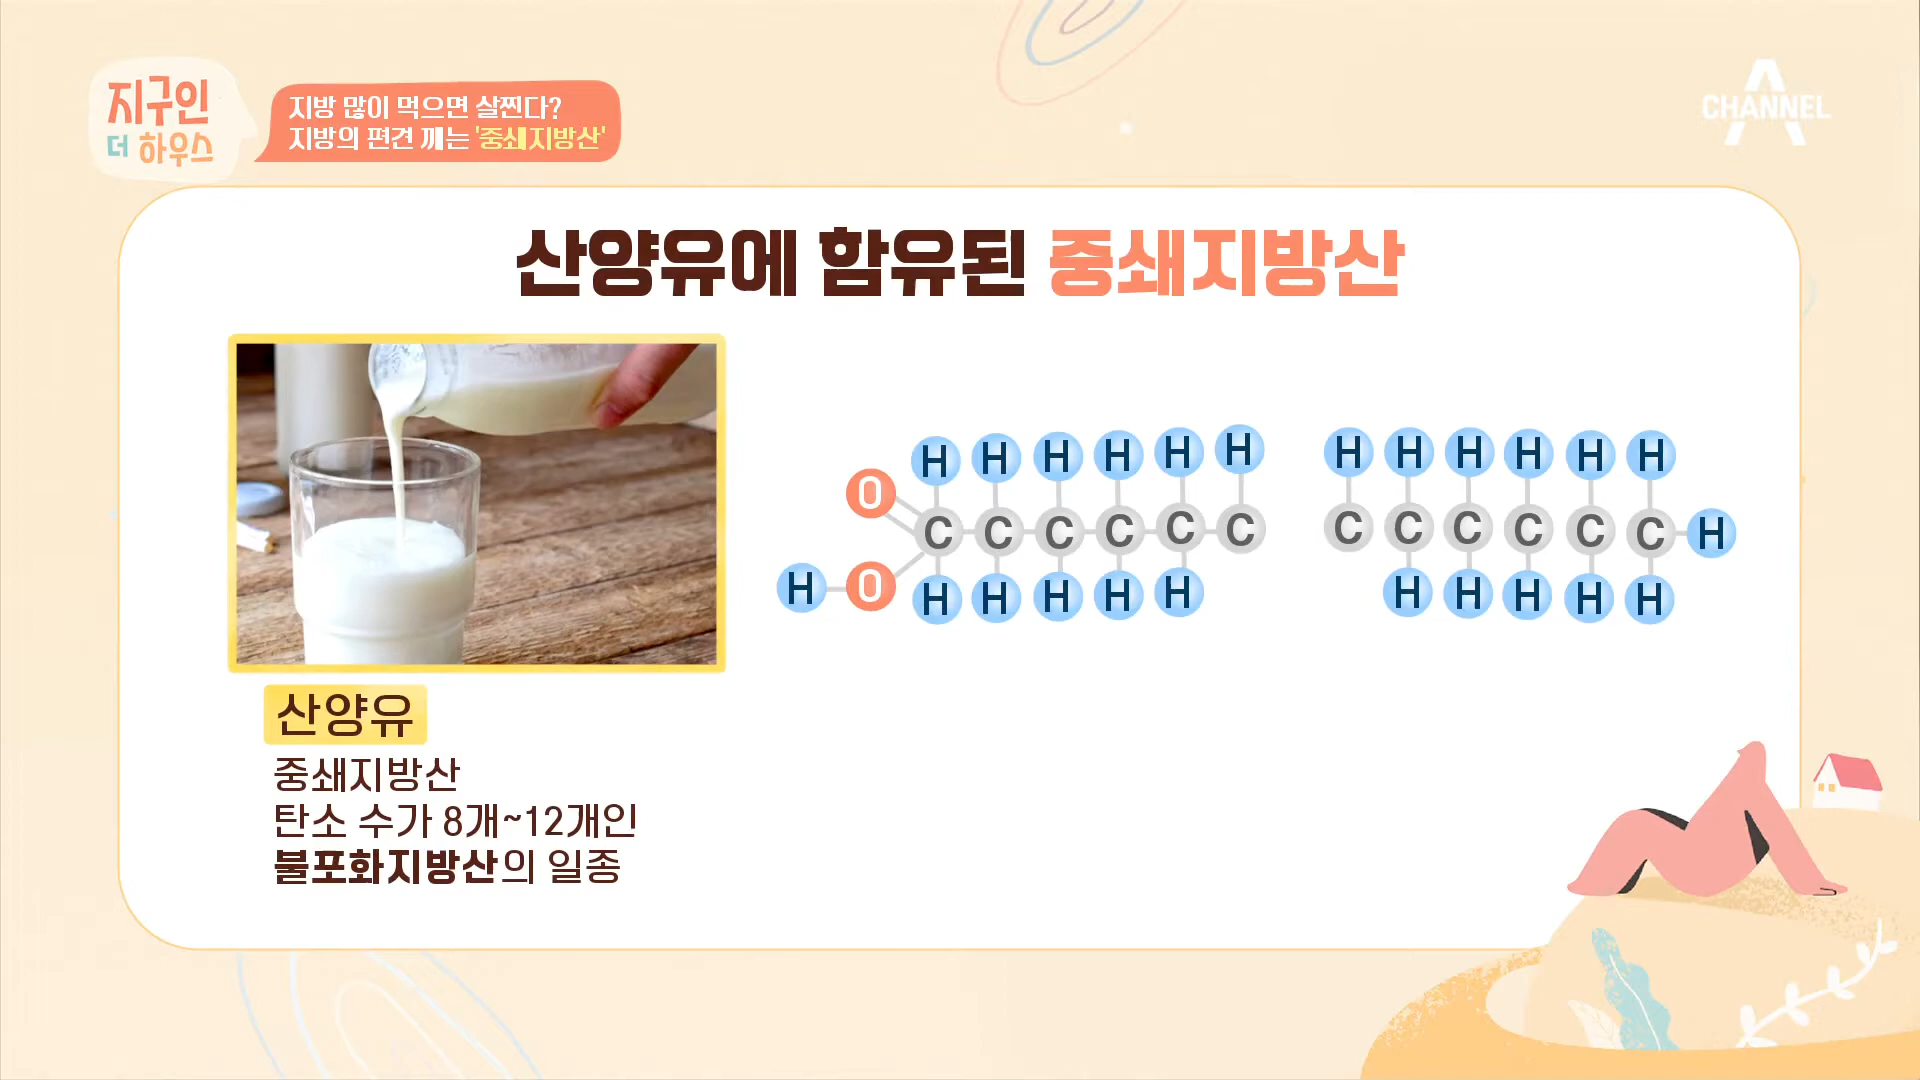 지구인
더 하우스
지방 많이 먹으면 살찐다?
지방의 편견 깨는 '중쇄지방산'
CHANNEL A
산양유에 함유된 중쇄지방산
H H H H H H H H H H H H
O
C C C C C C C C C C C C H
H O H H H H H H H H H H
산양유
중쇄지방산
탄소 수가 8개~12개인
불포화지방산의 일종